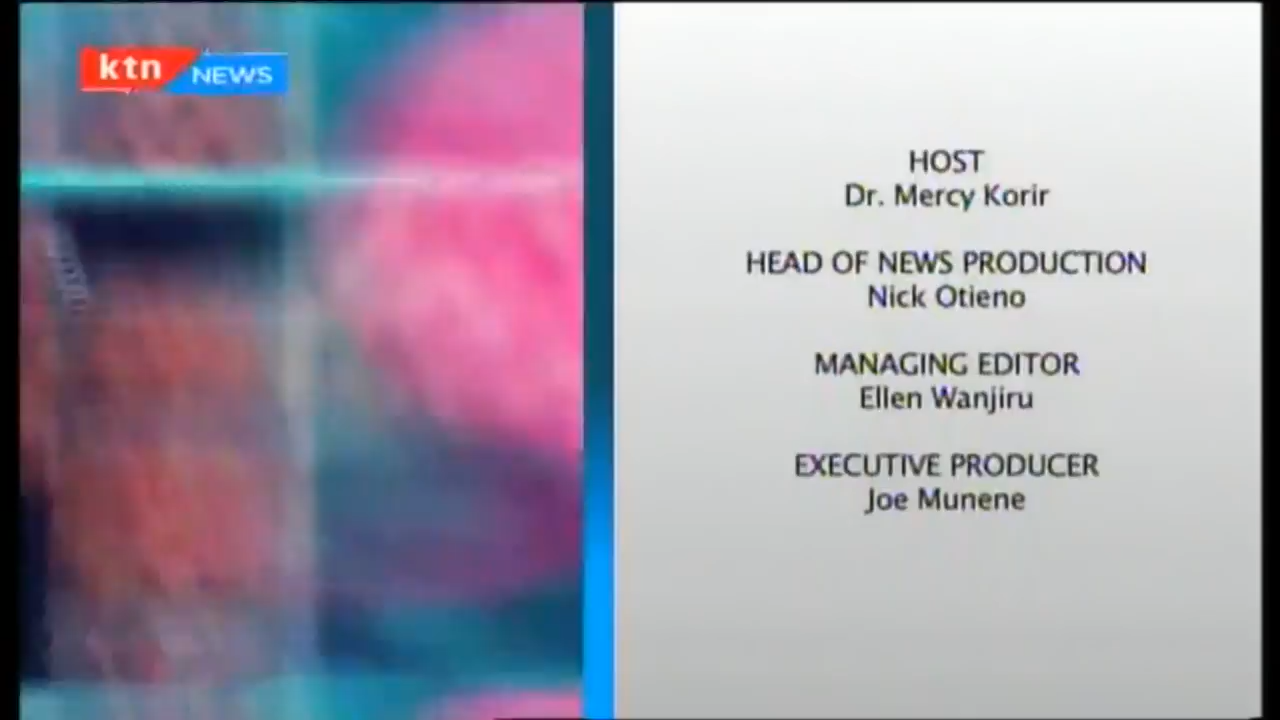 ktn NEWS
HOST
Dr. Mercy Korir
HEAD OF NEWS PRODUCTION
Nick Otieno
MANAGING EDITOR
Ellen Wanjiru
EXECUTIVE PRODUCER
Joe Munene